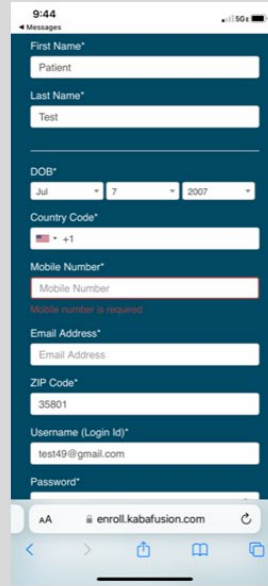 9:44
5G
Messages
First Name*
Patient
Last Name*
Test
DOB*
Jul 7 2007
Country Code*
+1
Mobile Number*
Mobile Number
Mobile number is required
Email Address*
Email Address
ZIP Code*
35801
Username (Login Id)*
test49@gmail.com
Password*
AA enroll.kabafusion.com